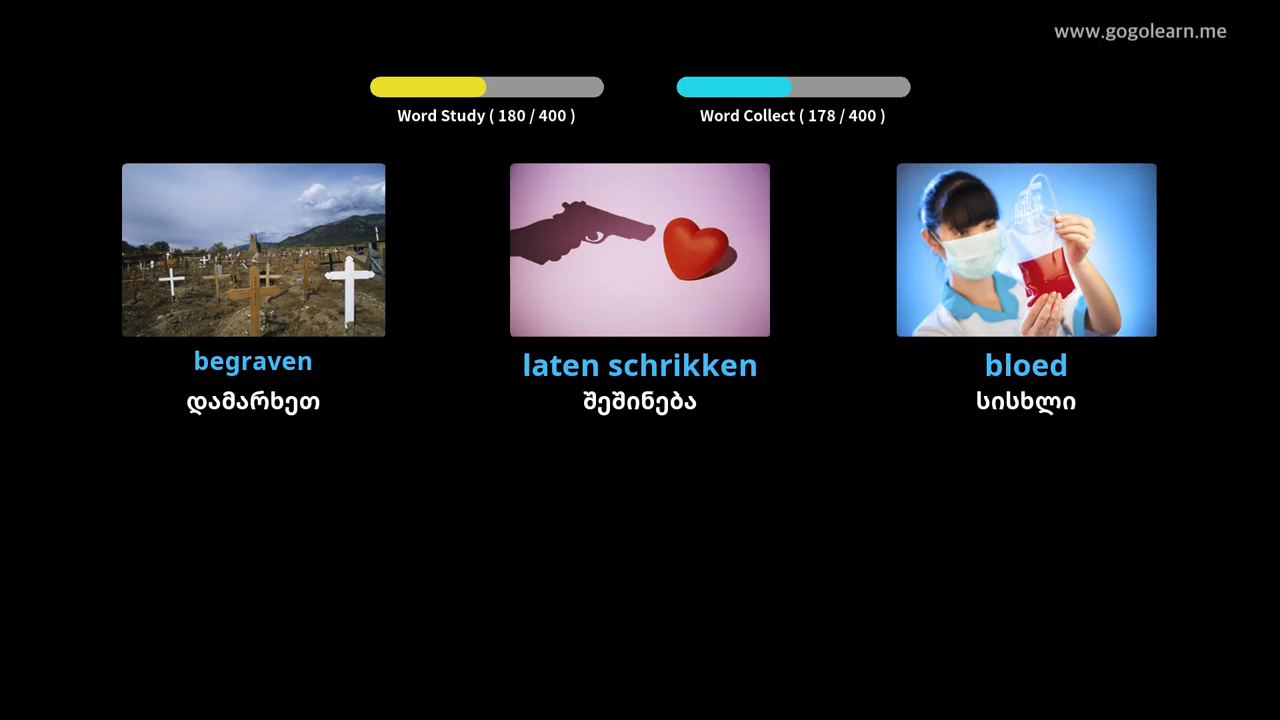 www.gogolearn.me
Word Study ( 180 / 400 )
Word Collect ( 178 / 400 )
begraven
laten schrikken
bloed
დამარხეთ
შეშინება
სისხლი